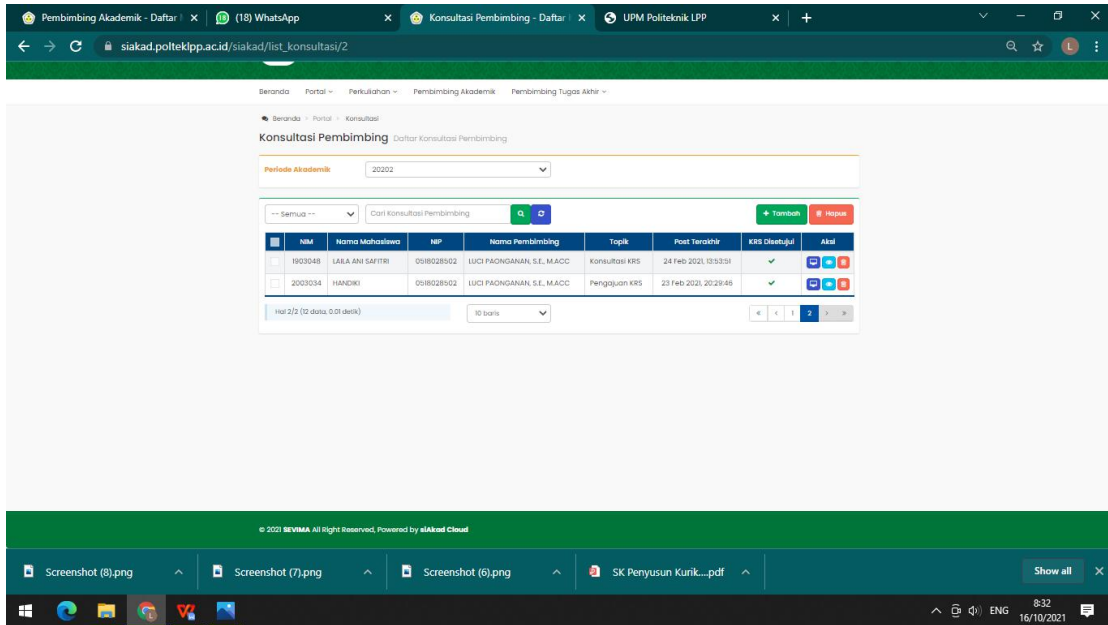 Pembimbing Akademik - Daftar
(18) WhatsApp
Konsultasi Pembimbing - Daftar
UPM Politeknik LPP
siakad.polteklpp.ac.id/siakad/list_konsultasi/2
L
Beranda Portal Perkuliahan Pembimbing Akademik Pembimbing Tugas Akhir
Beranda > Portal > Konsultasi
Konsultasi Pembimbing Daftar Konsultasi Pembimbing
Periode Akademik 20202
-- Semua -- Cari Konsultasi Pembimbing + Tambah Hapus
NIM Nama Mahasiswa NIP Nama Pembimbing Topik Post Terakhir KRS Disetujui Aksi
1903048 LAILA ANI SAFITRI 0518028502 LUCI PAONGANAN, S.E., M.ACC Konsultasi KRS 24 Feb 2021, 13:53:51
2003034 HANDIKI 0518028502 LUCI PAONGANAN, S.E., M.ACC Pengajuan KRS 23 Feb 2021, 20:29:46
Hal 2/2 (12 data, 0.01 detik) 10 baris « < 1 2 > »
© 2021 SEVIMA All Right Reserved, Powered by siAkad Cloud
Screenshot (8).png
Screenshot (7).png
Screenshot (6).png
SK Penyusun Kurik....pdf
Show all
ENG
8:32
16/10/2021